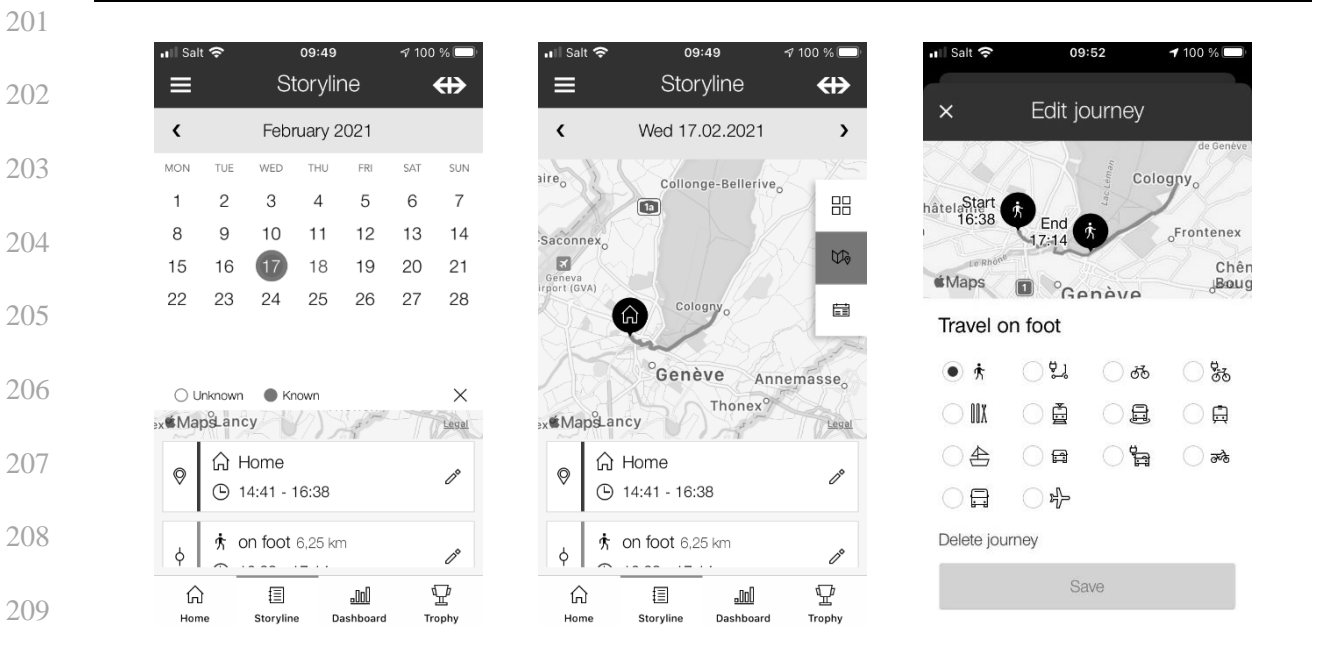 201
202
203
204
205
206
207
208
209
Salt 09:49 100 %
Storyline
February 2021
MON TUE WED THU FRI SAT SUN
1 2 3 4 5 6 7
8 9 10 11 12 13 14
15 16 17 18 19 20 21
22 23 24 25 26 27 28
Unknown Known
Maps Lancy Legal
Home
14:41 - 16:38
on foot 6,25 km
Home Storyline Dashboard Trophy
Salt 09:49 100 %
Storyline
Wed 17.02.2021
aire
Collonge-Bellerive
1a
-Saconnex
Geneva
irport (GVA)
Cologny
Genève
Annemasse
Thonex
Maps Lancy Legal
Home
14:41 - 16:38
on foot 6,25 km
Home Storyline Dashboard Trophy
Salt 09:52 100 %
Edit journey
de Genève
Lac Léman
Cologny
hâtela
Start
16:38
End
17:14
Frontenex
Le Rhône
Chên
Maps
1
Genève
Boug
Travel on foot
Delete journey
Save